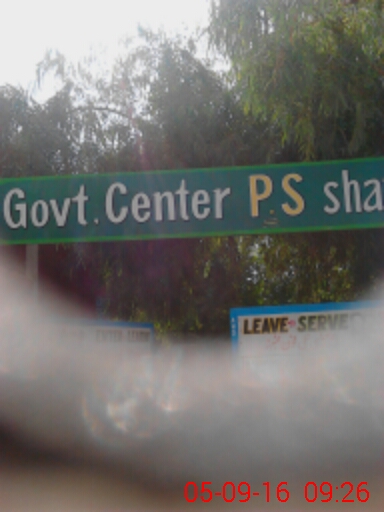 Govt. Center P.S sha
LEAVE SERVE
05-09-16 09:26